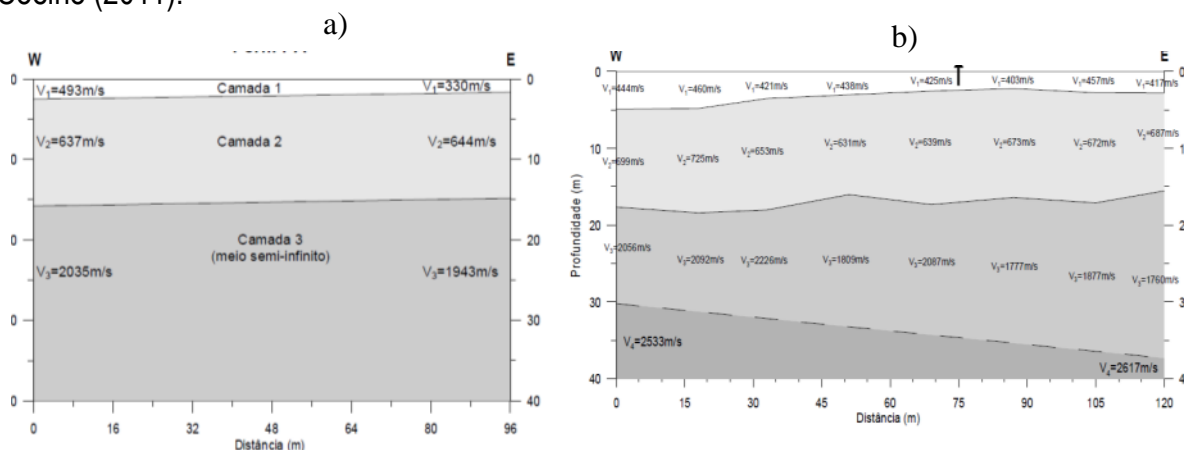 (2011).
a)
W E
0 0
V₁=493m/s Camada 1 V₁=330m/s
V₂=637m/s Camada 2 V₂=644m/s
10
20
Camada 3
(meio semi-infinito)
V₃=2035m/s V₃=1943m/s
30
40
0 16 32 48 64 80 96
Distância (m)
b)
W E
0
V₁=444m/s V₁=460m/s V₁=421m/s V₁=438m/s V₁=425m/s V₁=403m/s V₁=457m/s V₁=417m/s
10
V₂=699m/s V₂=725m/s V₂=653m/s V₂=631m/s V₂=639m/s V₂=673m/s V₂=672m/s V₂=687m/s
Profundidade (m)
20
V₃=2056m/s V₃=2092m/s V₃=2226m/s V₃=1809m/s V₃=2087m/s V₃=1777m/s V₃=1877m/s V₃=1760m/s
30
V₄=2533m/s V₄=2617m/s
40
0 15 30 45 60 75 90 105 120
Distância (m)